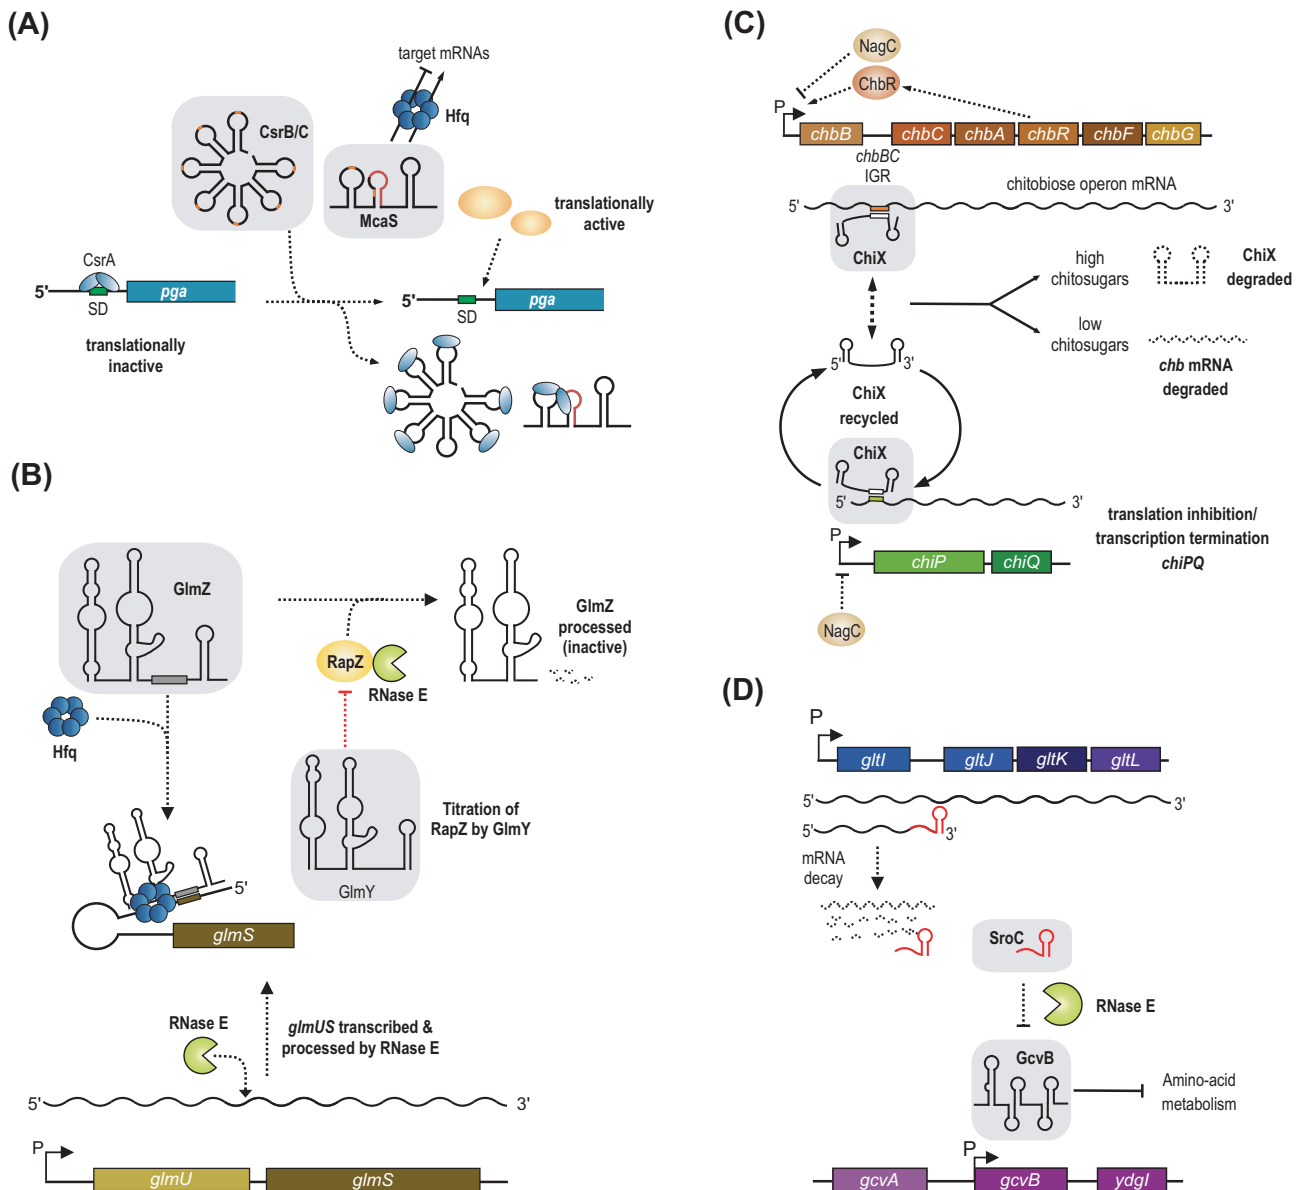 (A)
target mRNAs
Hfq
CsrB/C
McaS
translationally
active
CsrA
5'
pga
SD
translationally
inactive
5'
pga
SD
(B)
GlmZ
Hfq
RapZ
RNase E
GlmZ
processed
(inactive)
Titration of
RapZ by GlmY
GlmY
5'
glmS
RNase E
glmUS transcribed &
processed by RNase E
5'
3'
P
glmU
glmS
(C)
NagC
ChbR
P
chbB
chbC
chbA
chbR
chbF
chbG
chbBC
IGR
chitobiose operon mRNA
5'
3'
ChiX
high
chitosugars
ChiX
degraded
low
chitosugars
chb mRNA
degraded
5'
3'
ChiX
recycled
ChiX
5'
3'
translation inhibition/
transcription termination
chiPQ
P
chiP
chiQ
NagC
(D)
P
gltI
gltJ
gltK
gltL
5'
3'
5'
3'
mRNA
decay
SroC
RNase E
GcvB
Amino-acid
metabolism
P
gcvA
gcvB
ydgI